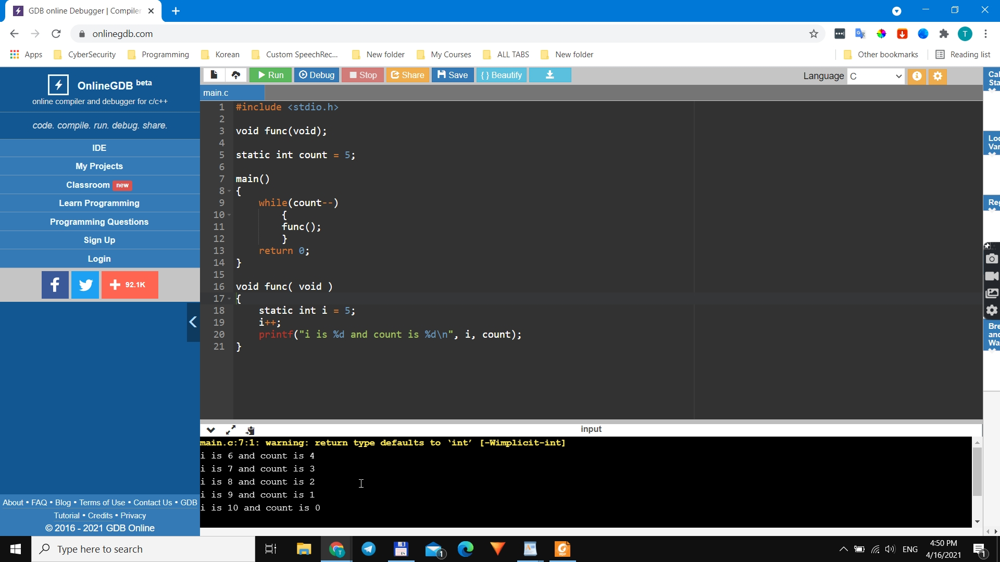 GDB online Debugger | Compiler
onlinegdb.com
Apps CyberSecurity Programming Korean Custom SpeechRec... New folder My Courses ALL TABS New folder Other bookmarks Reading list
OnlineGDB beta
online compiler and debugger for c/c++
code. compile. run. debug. share.
IDE
My Projects
Classroom new
Learn Programming
Programming Questions
Sign Up
Login
f + 92.1K
About • FAQ • Blog • Terms of Use • Contact Us • GDB
Tutorial • Credits • Privacy
© 2016 - 2021 GDB Online
Run Debug Stop Share Save {} Beautify Language C
main.c
1 #include <stdio.h>
2
3 void func(void);
4
5 static int count = 5;
6
7 main()
8 {
9 while(count--)
10 {
11 func();
12 }
13 return 0;
14 }
15
16 void func( void )
17 {
18 static int i = 5;
19 i++;
20 printf("i is %d and count is %d\n", i, count);
21 }
Cal
Sta
Loc
Var
Reg
Bre
and
Wa
input
main.c:7:1: warning: return type defaults to ‘int’ [-Wimplicit-int]
i is 6 and count is 4
i is 7 and count is 3
i is 8 and count is 2
i is 9 and count is 1
i is 10 and count is 0
Type here to search
1
ENG
4:50 PM
4/16/2021
1